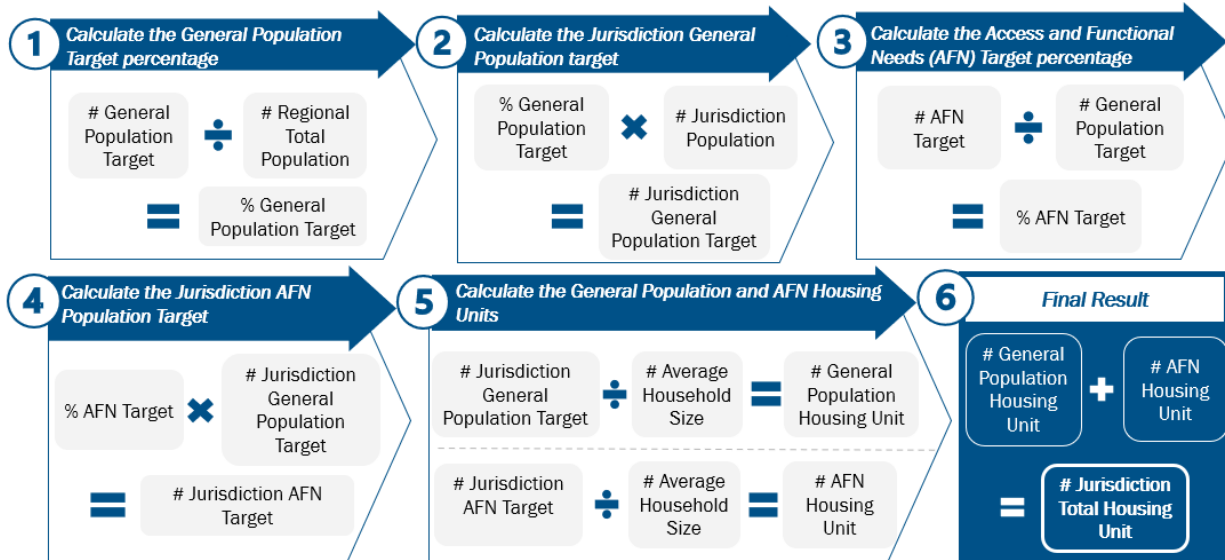 1
Calculate the General Population
Target percentage
# General
Population
Target
÷
# Regional
Total
Population
=
% General
Population Target
2
Calculate the Jurisdiction General
Population target
% General
Population
Target
×
# Jurisdiction
Population
=
# Jurisdiction
General
Population Target
3
Calculate the Access and Functional
Needs (AFN) Target percentage
# AFN
Target
÷
# General
Population
Target
=
% AFN Target
4
Calculate the Jurisdiction AFN
Population Target
% AFN Target
×
# Jurisdiction
General
Population
Target
=
# Jurisdiction AFN
Target
5
Calculate the General Population and AFN Housing
Units
# Jurisdiction
General
Population Target
÷
# Average
Household
Size
=
# General
Population
Housing Unit
# Jurisdiction
AFN Target
÷
# Average
Household
Size
=
# AFN
Housing
Unit
6
Final Result
# General
Population
Housing
Unit
+
# AFN
Housing
Unit
=
# Jurisdiction
Total Housing
Unit